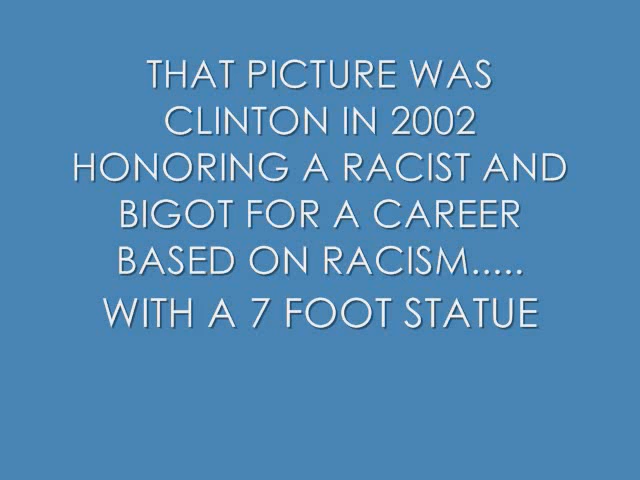 THAT PICTURE WAS
CLINTON IN 2002
HONORING A RACIST AND
BIGOT FOR A CAREER
BASED ON RACISM.....
WITH A 7 FOOT STATUE